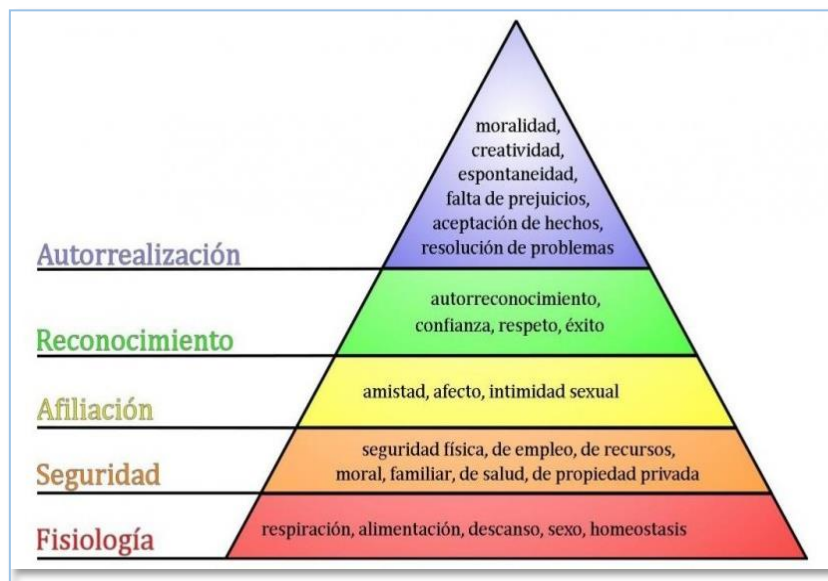 moralidad,
creatividad,
espontaneidad,
falta de prejuicios,
aceptación de hechos,
resolución de problemas
Autorrealización
autorreconocimiento,
confianza, respeto, éxito
Reconocimiento
amistad, afecto, intimidad sexual
Afiliación
seguridad física, de empleo, de recursos,
moral, familiar, de salud, de propiedad privada
Seguridad
respiración, alimentación, descanso, sexo, homeostasis
Fisiología